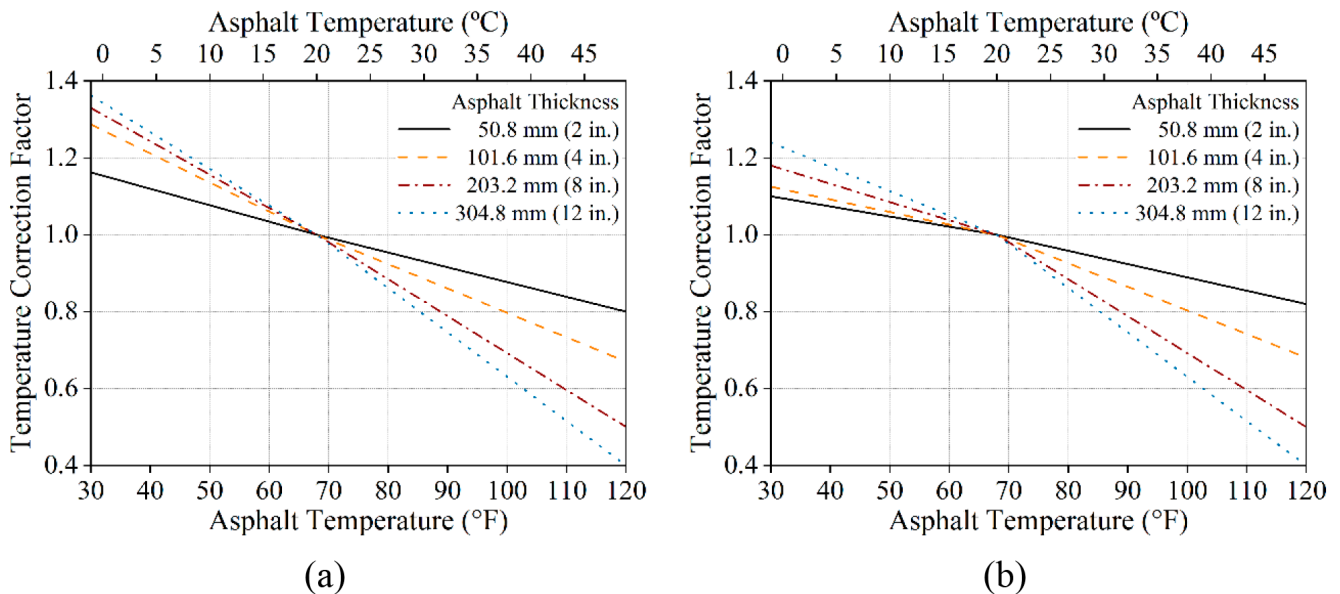 Asphalt Temperature (ºC)
0 5 10 15 20 25 30 35 40 45
Temperature Correction Factor
1.4
1.2
1.0
0.8
0.6
0.4
Asphalt Thickness
50.8 mm (2 in.)
101.6 mm (4 in.)
203.2 mm (8 in.)
304.8 mm (12 in.)
30 40 50 60 70 80 90 100 110 120
Asphalt Temperature (°F)
(a)
Asphalt Temperature (ºC)
0 5 10 15 20 25 30 35 40 45
Temperature Correction Factor
1.4
1.2
1.0
0.8
0.6
0.4
Asphalt Thickness
50.8 mm (2 in.)
101.6 mm (4 in.)
203.2 mm (8 in.)
304.8 mm (12 in.)
30 40 50 60 70 80 90 100 110 120
Asphalt Temperature (°F)
(b)